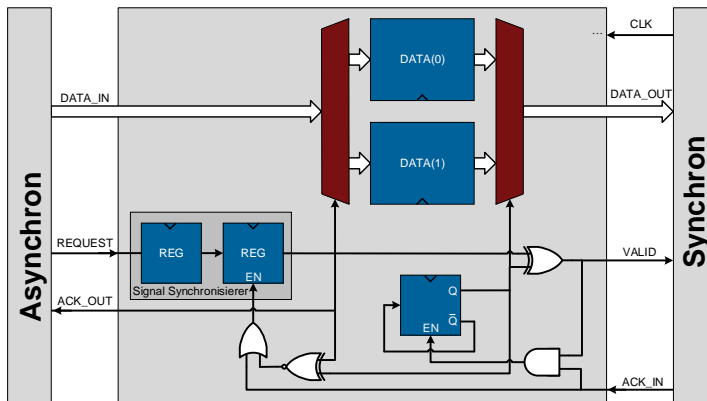 Asynchron
Synchron
CLK
...
DATA(0)
DATA_IN
DATA_OUT
DATA(1)
REQUEST
REG
REG
EN
Signal Synchronisierer
VALID
ACK_OUT
Q
Q̅
EN
ACK_IN